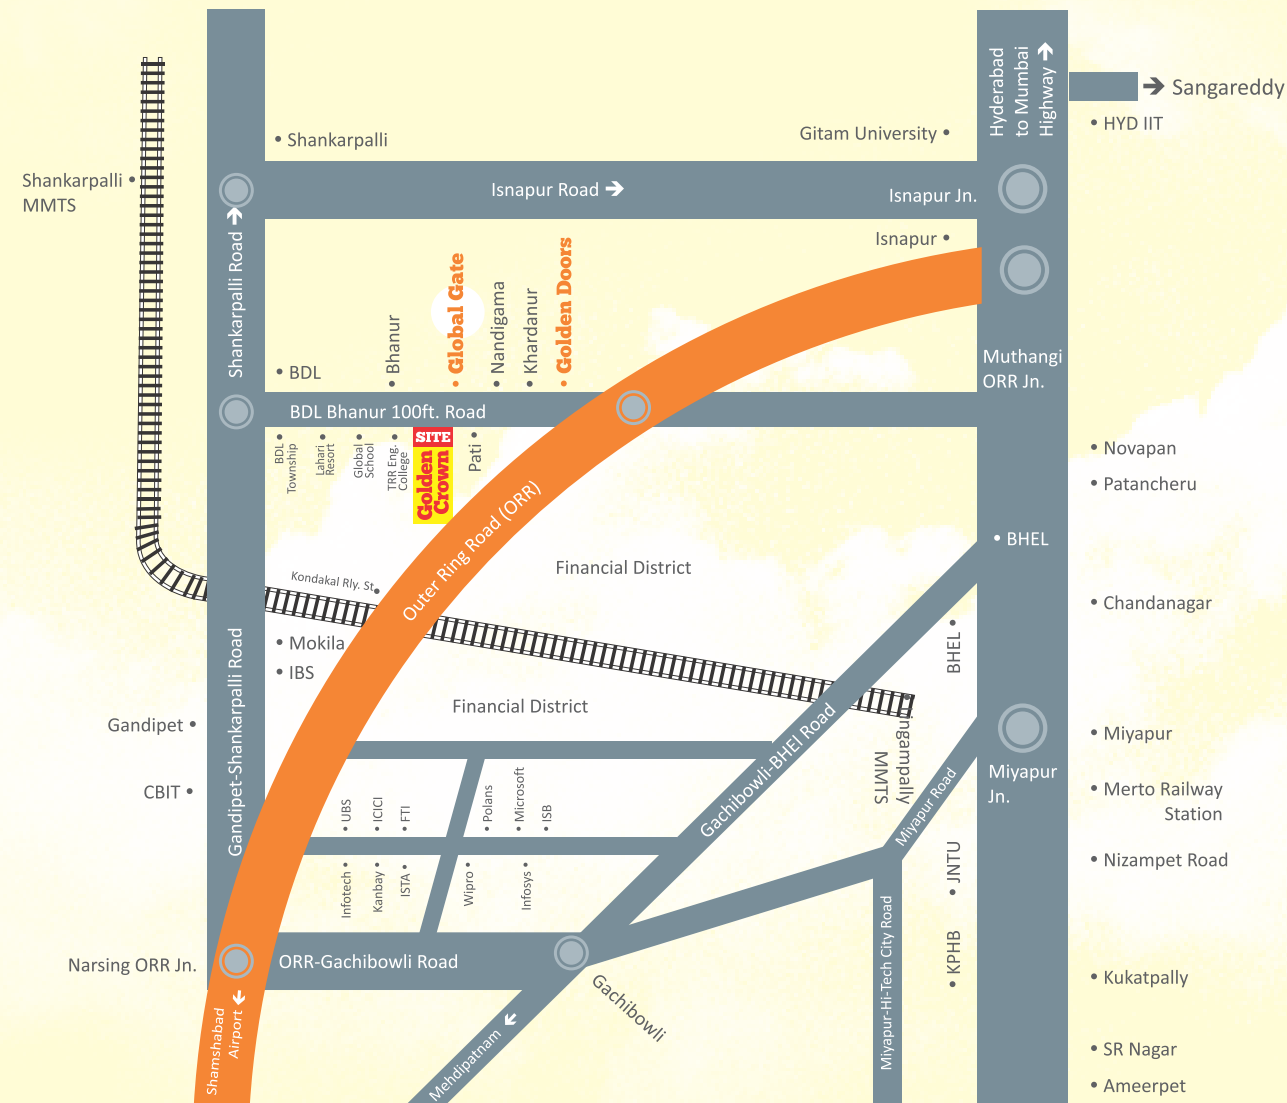 Hyderabad
to Mumbai
Highway
Sangareddy
HYD IIT
Shankarpalli
Gitam University
Shankarpalli
MMTS
Isnapur Road
Isnapur Jn.
Isnapur
Shankarpalli Road
BDL
Bhanur
Global Gate
Nandigama
Khardanur
Golden Doors
Muthangi
ORR Jn.
BDL Bhanur 100ft. Road
BDL
Township
Lahari
Resort
Global
School
TRR Eng.
College
SITE
Golden
Crown
Pati
Novapan
Patancheru
Outer Ring Road (ORR)
BHEL
Financial District
Kondakal Rly. St.
Chandanagar
Mokila
IBS
BHEL
Gandipet-Shankarpalli Road
Financial District
Gandipet
CBIT
Gachibowli-BHEl Road
ingampally
MMTS
Miyapur Road
Miyapur
Jn.
Miyapur
Merto Railway
Station
Nizampet Road
UBS
ICICI
FTI
Polans
Microsoft
ISB
Infotech
Kanbay
ISTA
Wipro
Infosys
JNTU
KPHB
Miyapur-Hi-Tech City Road
Narsing ORR Jn.
ORR-Gachibowli Road
Gachibowli
Kukatpally
Shamshabad
Airport
Mehdipatnam
SR Nagar
Ameerpet